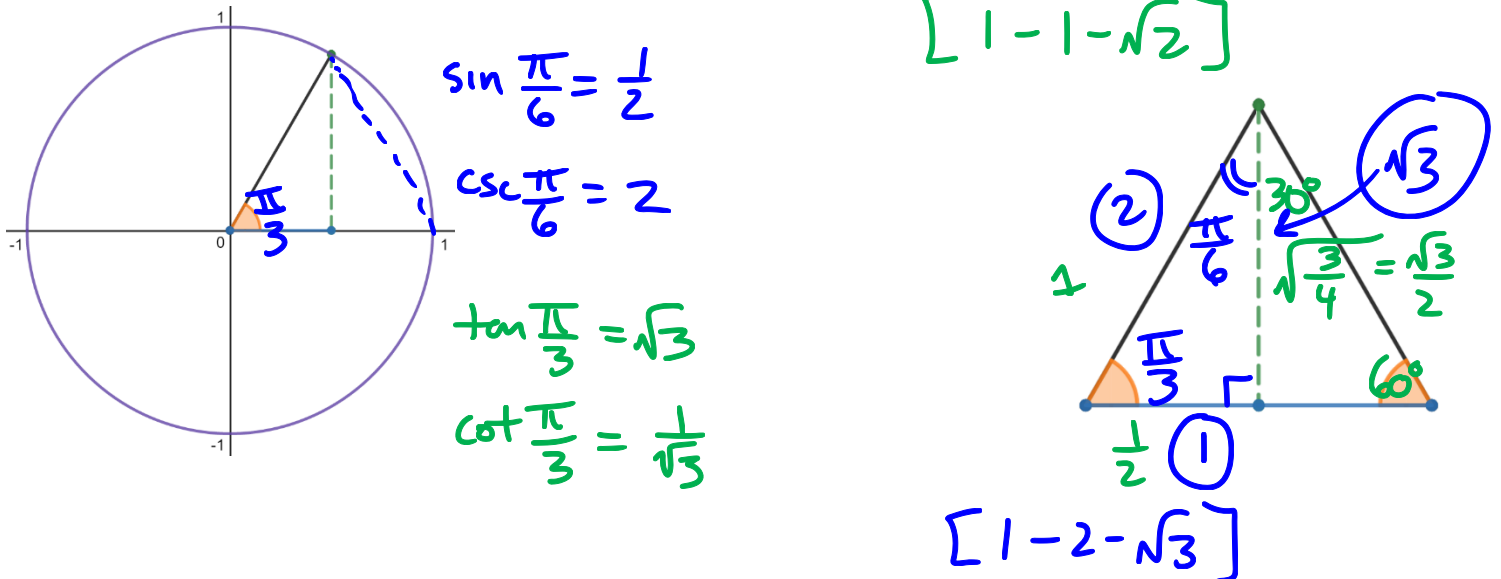 1
-1
0
1
-1
π/3
sin π/6 = 1/2
csc π/6 = 2
tan π/3 = √3
cot π/3 = 1/√3
[1 - 1 - √2]
√3
2
30°
π/6
1
√(3/4) = √3/2
π/3
60°
1/2
1
[1 - 2 - √3]